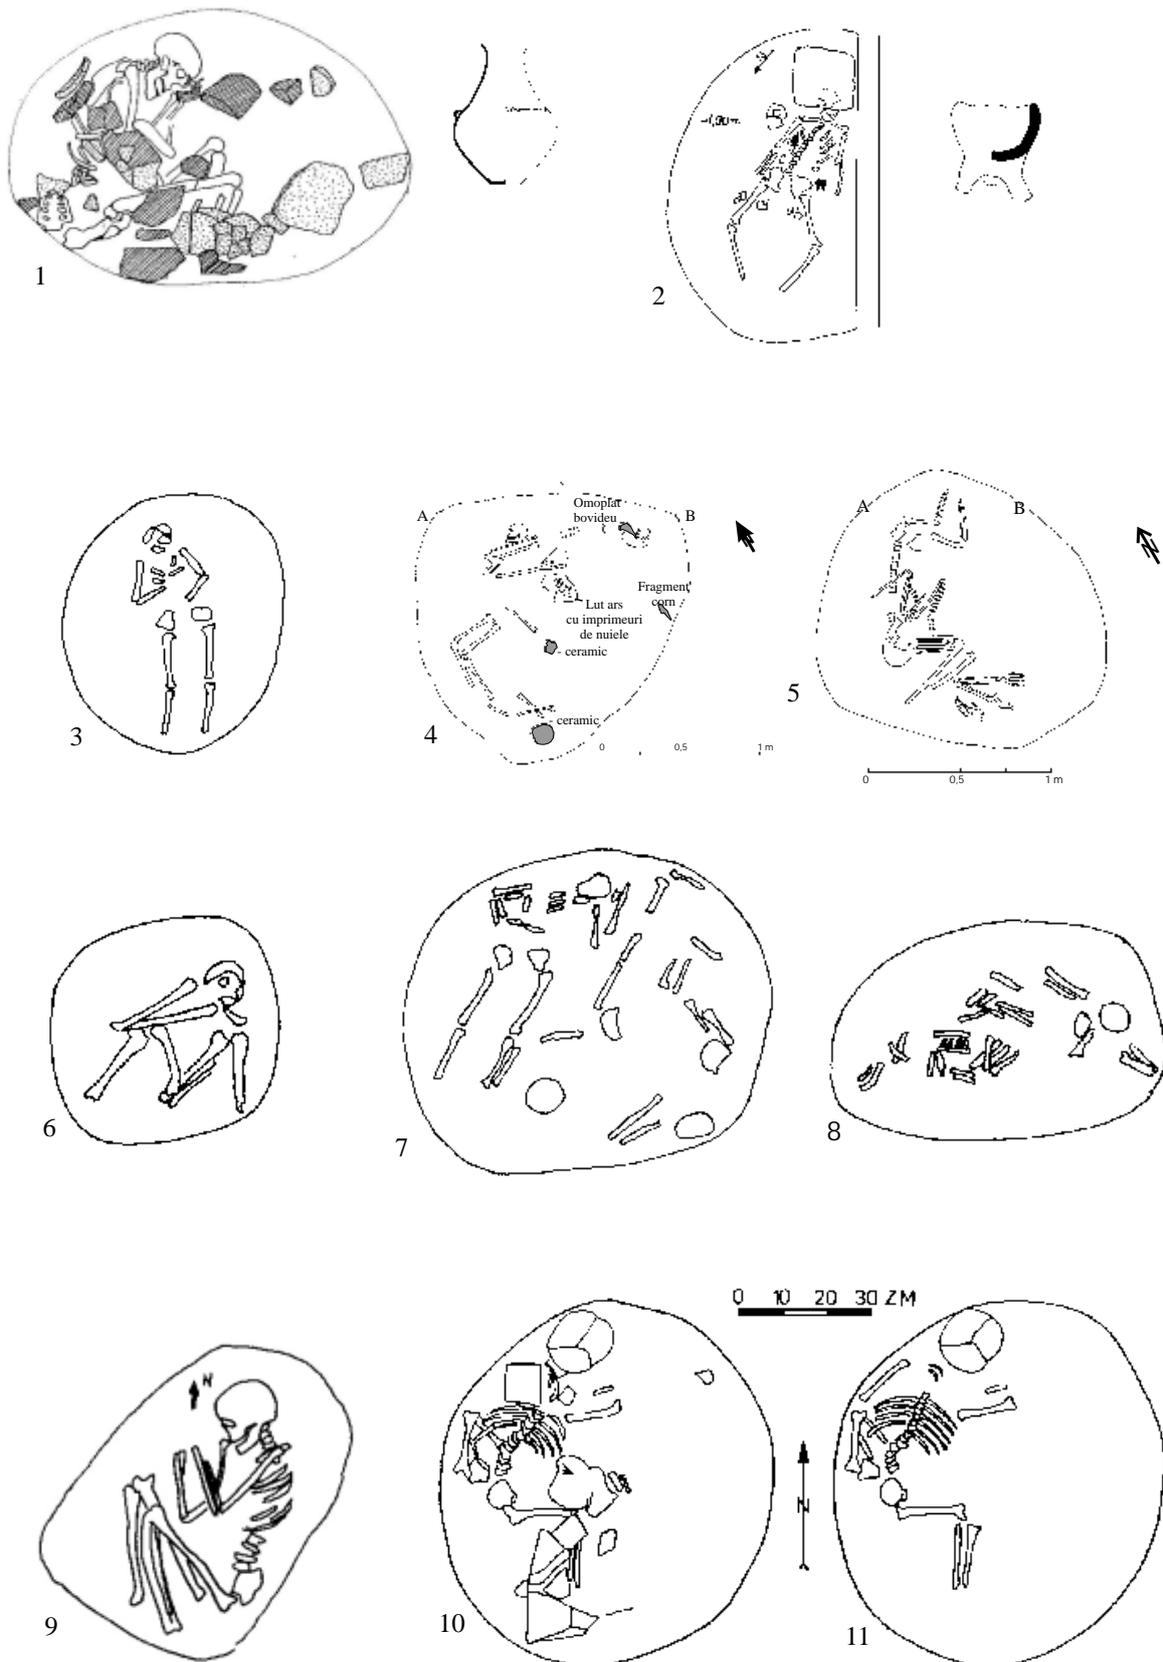 1
2
-1,90m
A
B
Omoplat
bovideu
Fragment
corn
Lut ars
cu imprimeuri
de nuiele
- ceramic
ceramic
0 0,5 1 m
3
4
A
B
5
0 0,5 1 m
6
7
8
0 10 20 30 ZM
N
9
10
N
11